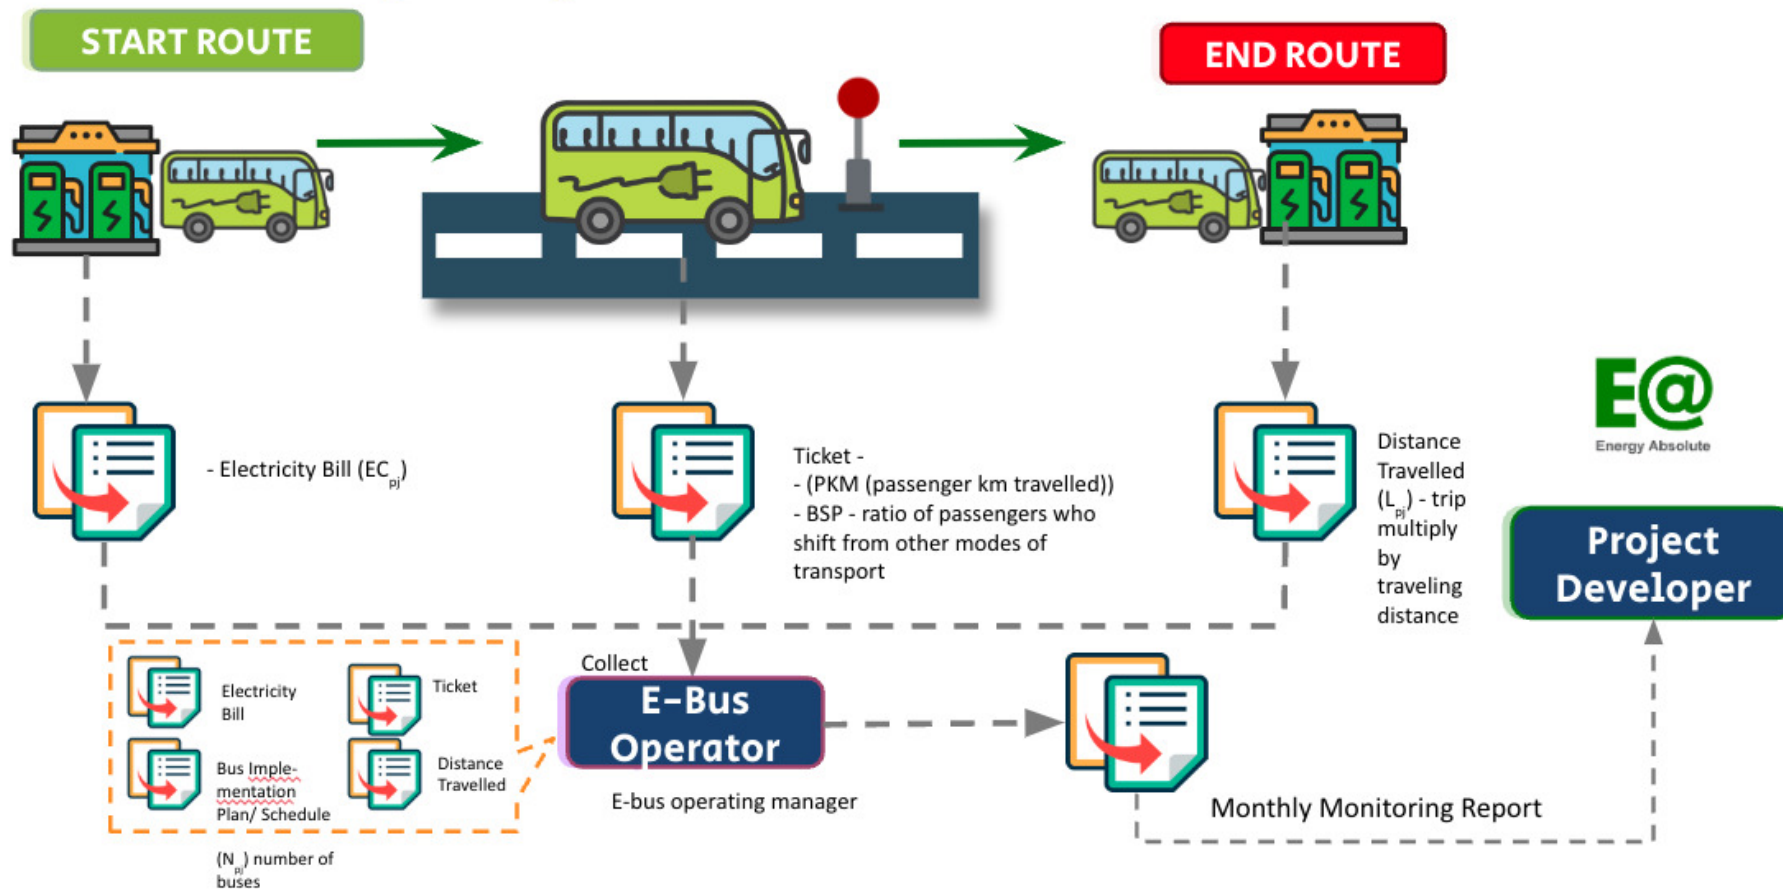 START ROUTE
END ROUTE
- Electricity Bill (EC pj)
Ticket -
- (PKM (passenger km travelled))
- BSP - ratio of passengers who
shift from other modes of
transport
Distance
Travelled
(L pj) - trip
multiply
by
traveling
distance
E@
Energy Absolute
Project
Developer
Collect
E-Bus
Operator
E-bus operating manager
Electricity
Bill
Ticket
Bus Imple-
mentation
Plan/ Schedule
Distance
Travelled
(N pj) number of
buses
Monthly Monitoring Report